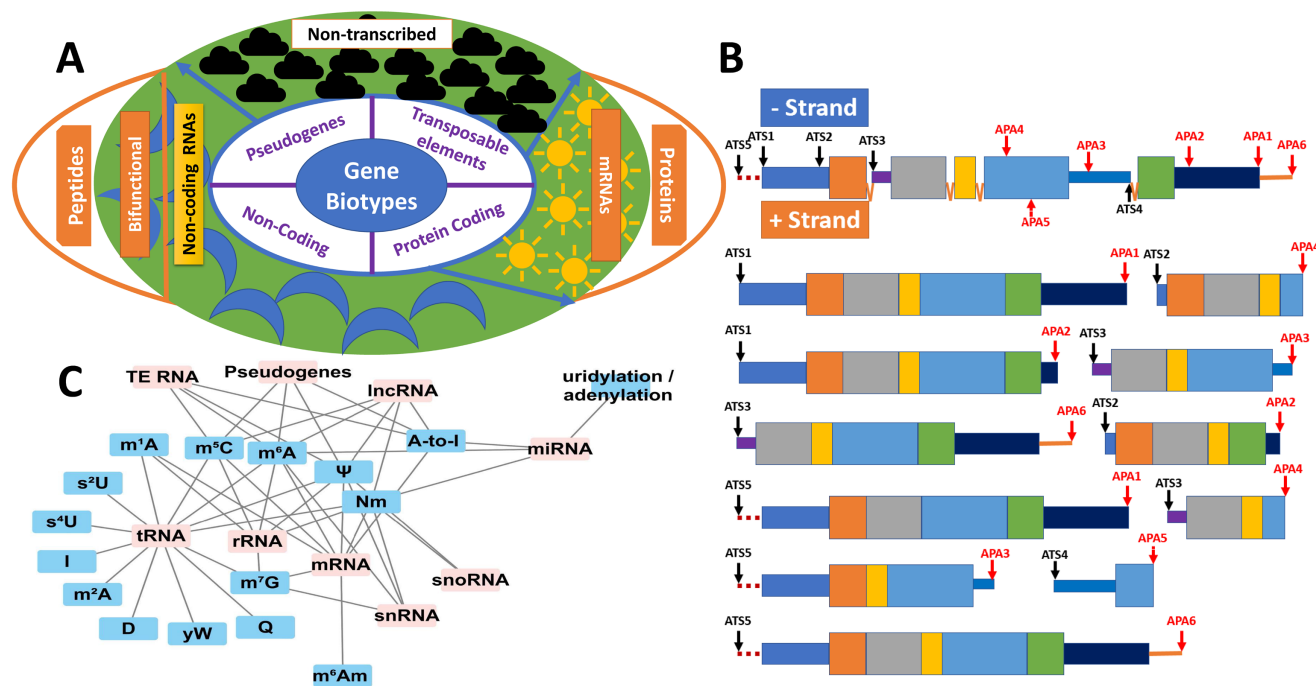 A
Non-transcribed
Pseudogenes
Transposable
elements
Gene
Biotypes
Non-Coding
Protein Coding
Peptides
Bifunctional
Non-coding RNAs
mRNAs
Proteins
B
- Strand
+ Strand
ATS5
ATS1
ATS2
ATS3
APA4
APA3
APA2
APA1
APA6
APA5
ATS4
ATS1
APA1
ATS2
APA4
ATS1
APA2
ATS3
APA3
ATS3
APA6
ATS2
APA2
ATS5
APA1
ATS3
APA4
ATS5
APA3
ATS4
APA5
ATS5
APA6
C
TE RNA
Pseudogenes
lncRNA
uridylation /
adenylation
m¹A
m⁵C
m⁶A
A-to-I
miRNA
Ψ
Nm
s²U
s⁴U
tRNA
rRNA
mRNA
snoRNA
I
m²A
m⁷G
snRNA
D
yW
Q
m⁶Am